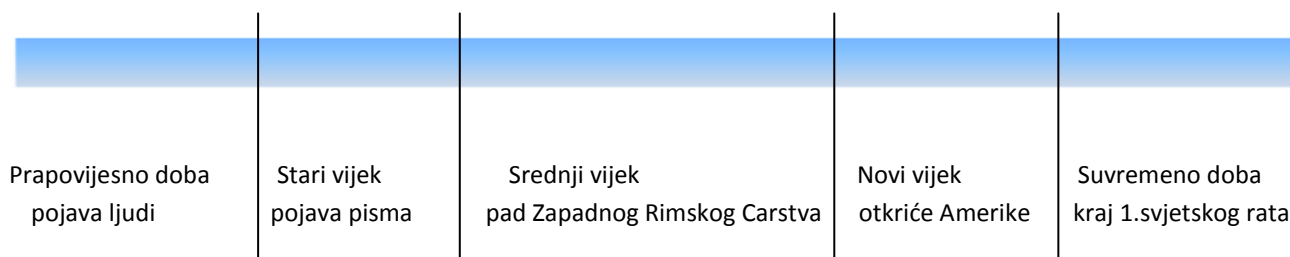 Prapovijesno doba
pojava ljudi
Stari vijek
pojava pisma
Srednji vijek
pad Zapadnog Rimskog Carstva
Novi vijek
otkriće Amerike
Suvremeno doba
kraj 1.svjetskog rata